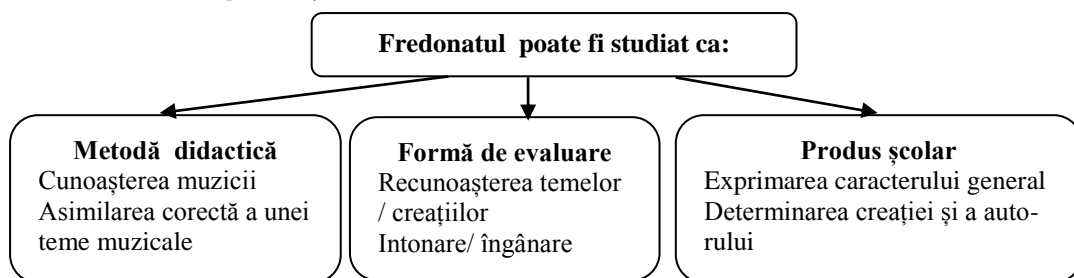 Fredonatul poate fi studiat ca:
Metodă didactică
Cunoașterea muzicii
Asimilarea corectă a unei
teme muzicale
Formă de evaluare
Recunoașterea temelor
/ creațiilor
Intonare/ îngânare
Produs școlar
Exprimarea caracterului general
Determinarea creației și a auto-
rului